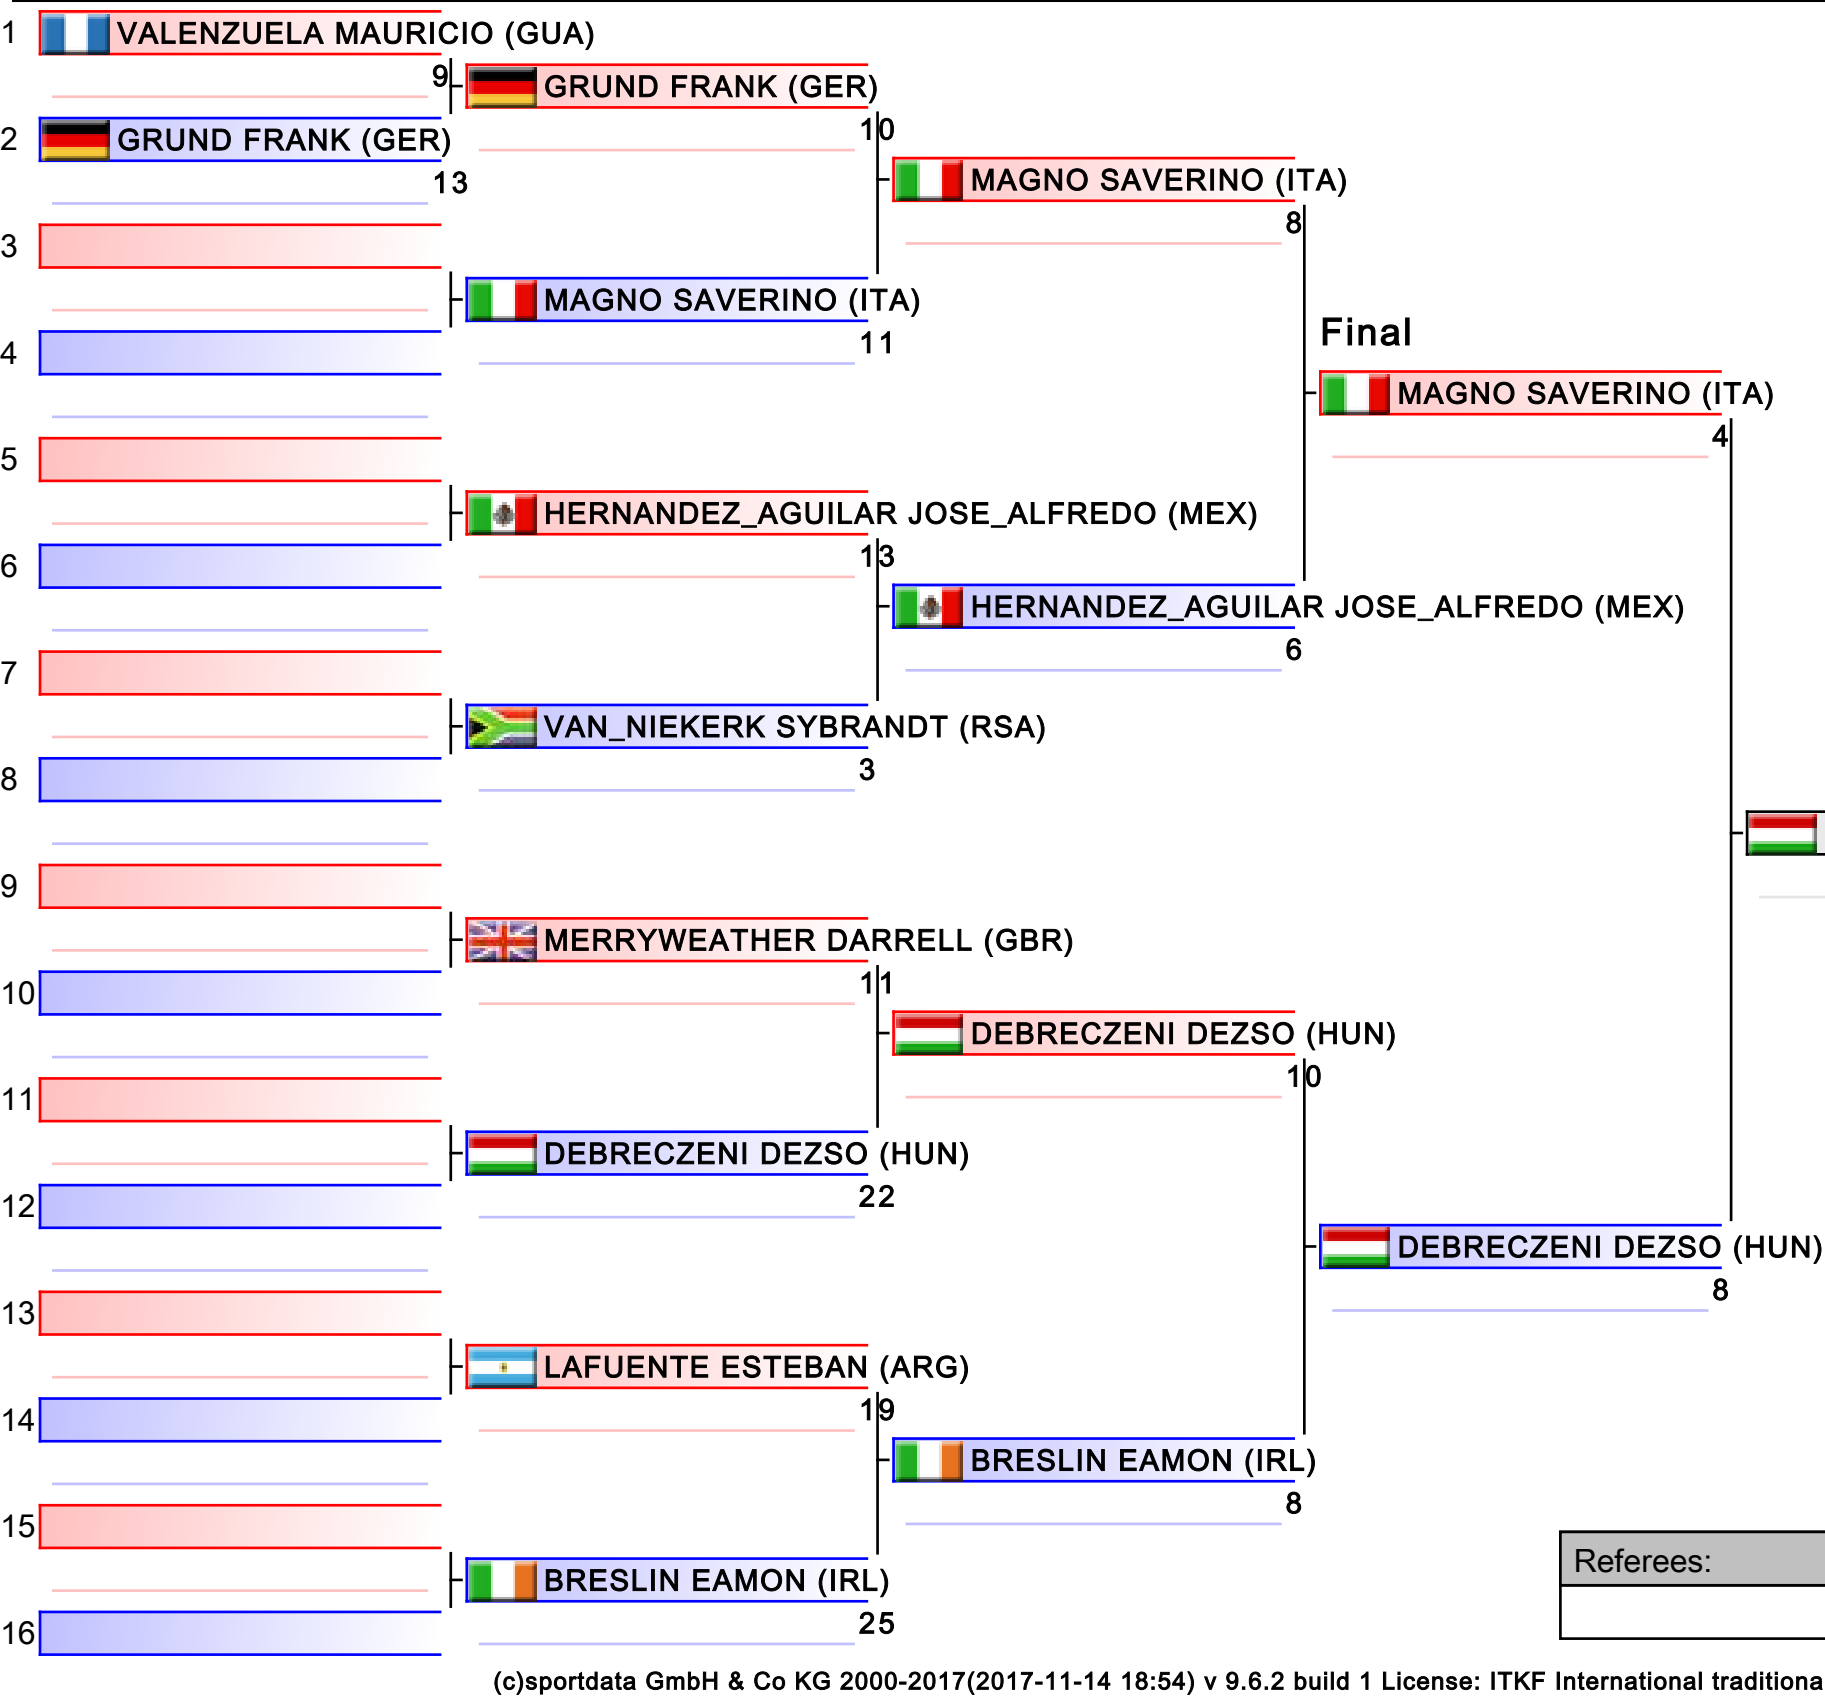 1 VALENZUELA MAURICIO (GUA)
9 GRUND FRANK (GER)
10
2 GRUND FRANK (GER)
13 MAGNO SAVERINO (ITA)
8
3
MAGNO SAVERINO (ITA)
11
Final
4
MAGNO SAVERINO (ITA)
4
5
HERNANDEZ_AGUILAR JOSE_ALFREDO (MEX)
13
6
HERNANDEZ_AGUILAR JOSE_ALFREDO (MEX)
6
7
VAN_NIEKERK SYBRANDT (RSA)
3
8
9
MERRYWEATHER DARRELL (GBR)
11
10
DEBRECZENI DEZSO (HUN)
10
11
DEBRECZENI DEZSO (HUN)
22
12
DEBRECZENI DEZSO (HUN)
8
13
LAFUENTE ESTEBAN (ARG)
19
14
BRESLIN EAMON (IRL)
8
15
BRESLIN EAMON (IRL)
25
16
Referees:
(c)sportdata GmbH & Co KG 2000-2017(2017-11-14 18:54) v 9.6.2 build 1 License: ITKF International traditiona